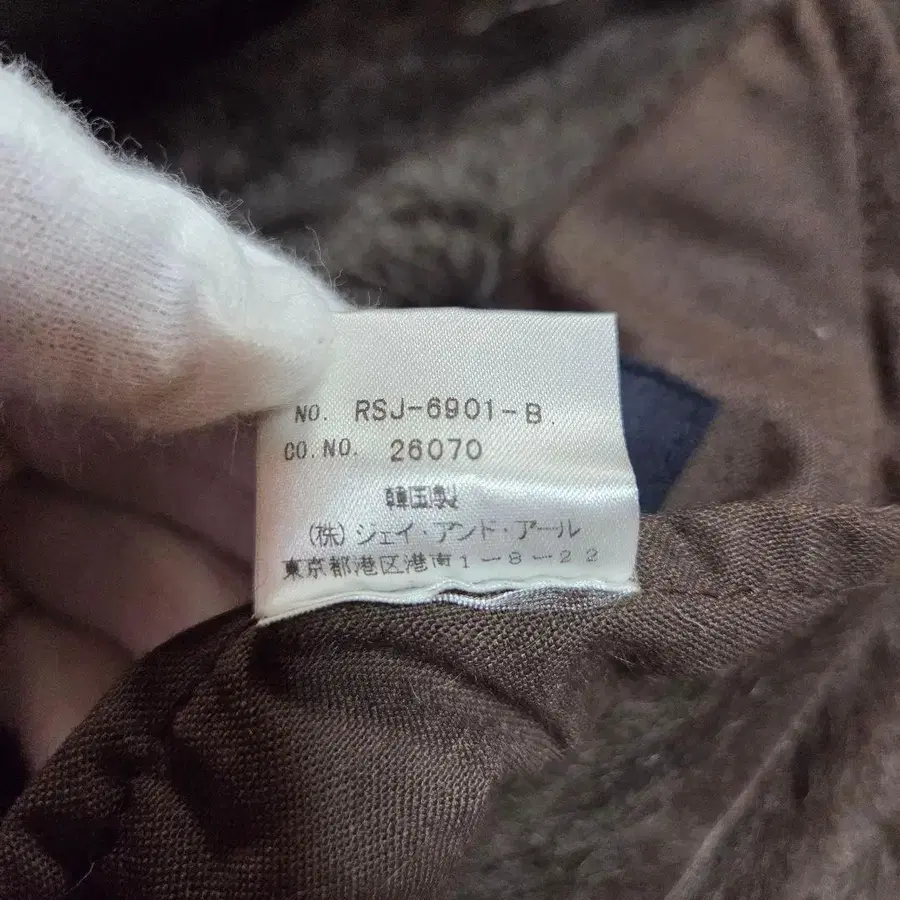 NO. RSJ-6901-B.
CO.NO. 26070
韓国製
(株)ジェイ・アンド・アール
東京都港区港南1-8-22